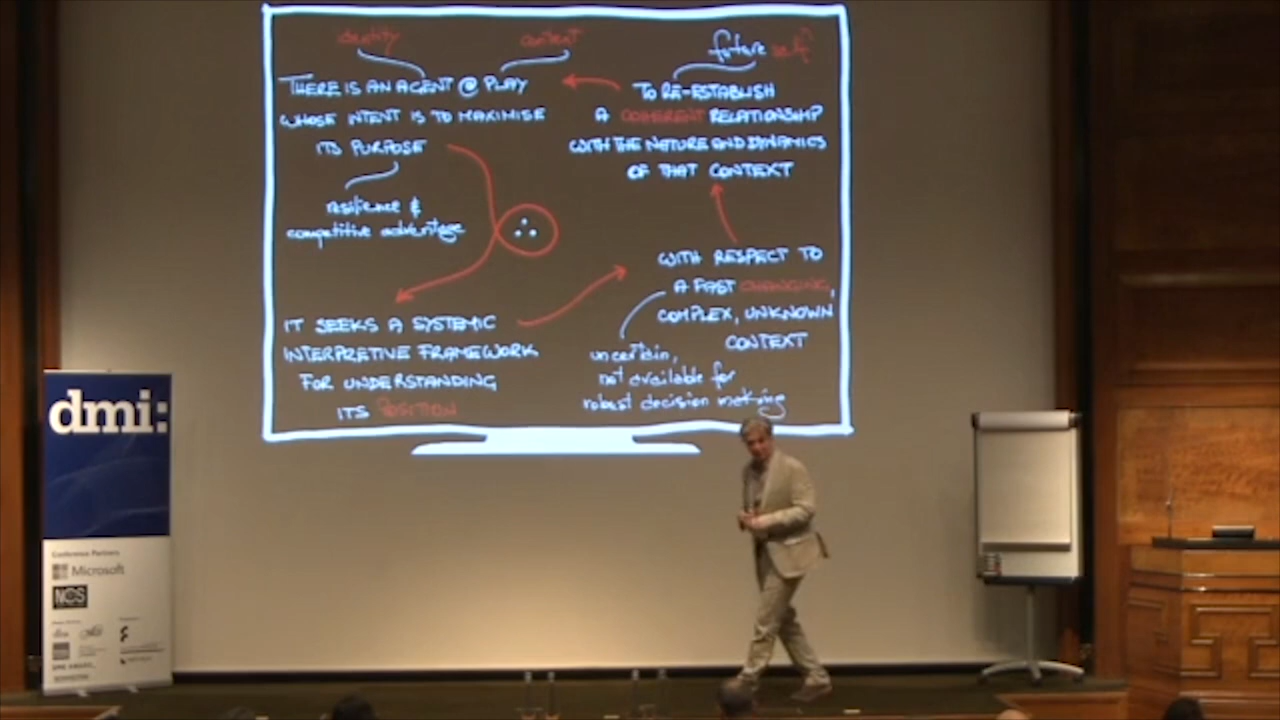 identity
context
THERE IS AN AGENT @ PLAY
WHOSE INTENT IS TO MAXIMISE
ITS PURPOSE
resilience &
competitive advantage
IT SEEKS A SYSTEMIC
INTERPRETIVE FRAMEWORK
FOR UNDERSTANDING
ITS POSITION
WITH RESPECT TO
A FAST CHANGING,
COMPLEX, UNKNOWN
CONTEXT
uncertain,
not available for
robust decision making
future self?
TO RE-ESTABLISH
A COHERENT RELATIONSHIP
WITH THE NATURE AND DYNAMICS
OF THAT CONTEXT
dmi:
Conference Partners
Microsoft
NCS